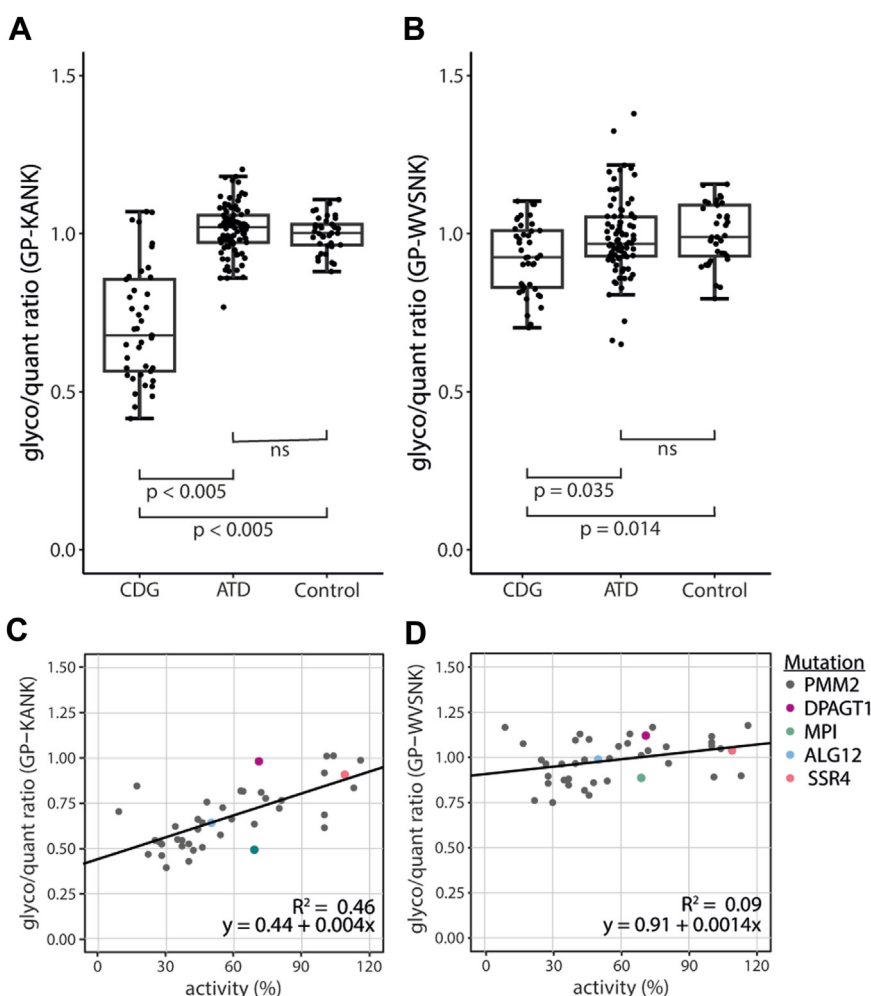 A
B
1.5
1.0
0.5
0.0
glyco/quant ratio (GP-KANK)
ns
p < 0.005
p < 0.005
CDG ATD Control
1.5
1.0
0.5
0.0
glyco/quant ratio (GP-WVSNK)
ns
p = 0.035
p = 0.014
CDG ATD Control
C
1.50
1.25
1.00
0.75
0.50
0.25
0.00
glyco/quant ratio (GP−KANK)
R² = 0.46
y = 0.44 + 0.004x
0 30 60 90 120
activity (%)
D
1.50
1.25
1.00
0.75
0.50
0.25
0.00
glyco/quant ratio (GP−WVSNK)
R² = 0.09
y = 0.91 + 0.0014x
0 30 60 90 120
activity (%)
Mutation
PMM2
DPAGT1
MPI
ALG12
SSR4